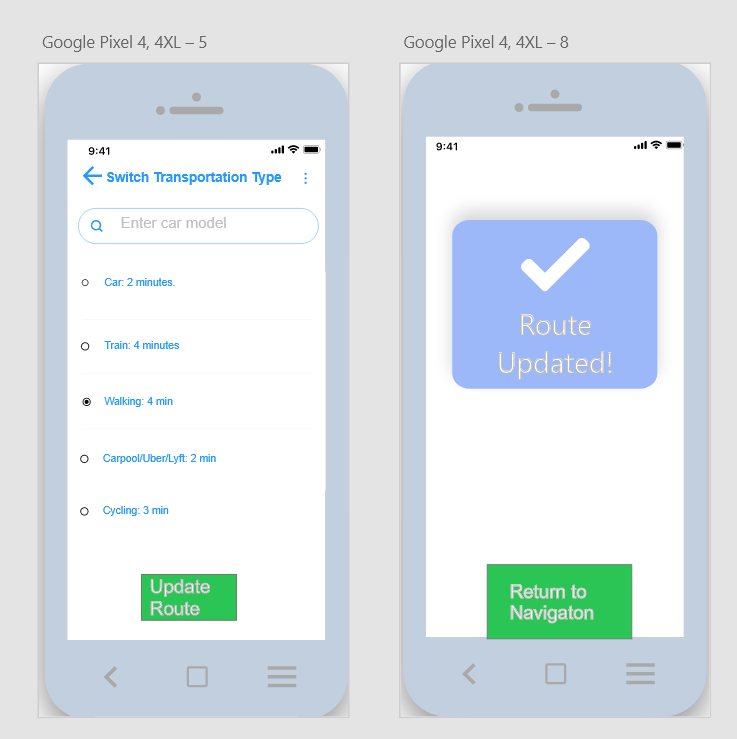 Google Pixel 4, 4XL – 5
9:41
Switch Transportation Type
Enter car model
Car: 2 minutes.
Train: 4 minutes
Walking: 4 min
Carpool/Uber/Lyft: 2 min
Cycling: 3 min
Update
Route
Google Pixel 4, 4XL – 8
9:41
Route
Updated!
Return to
Navigaton